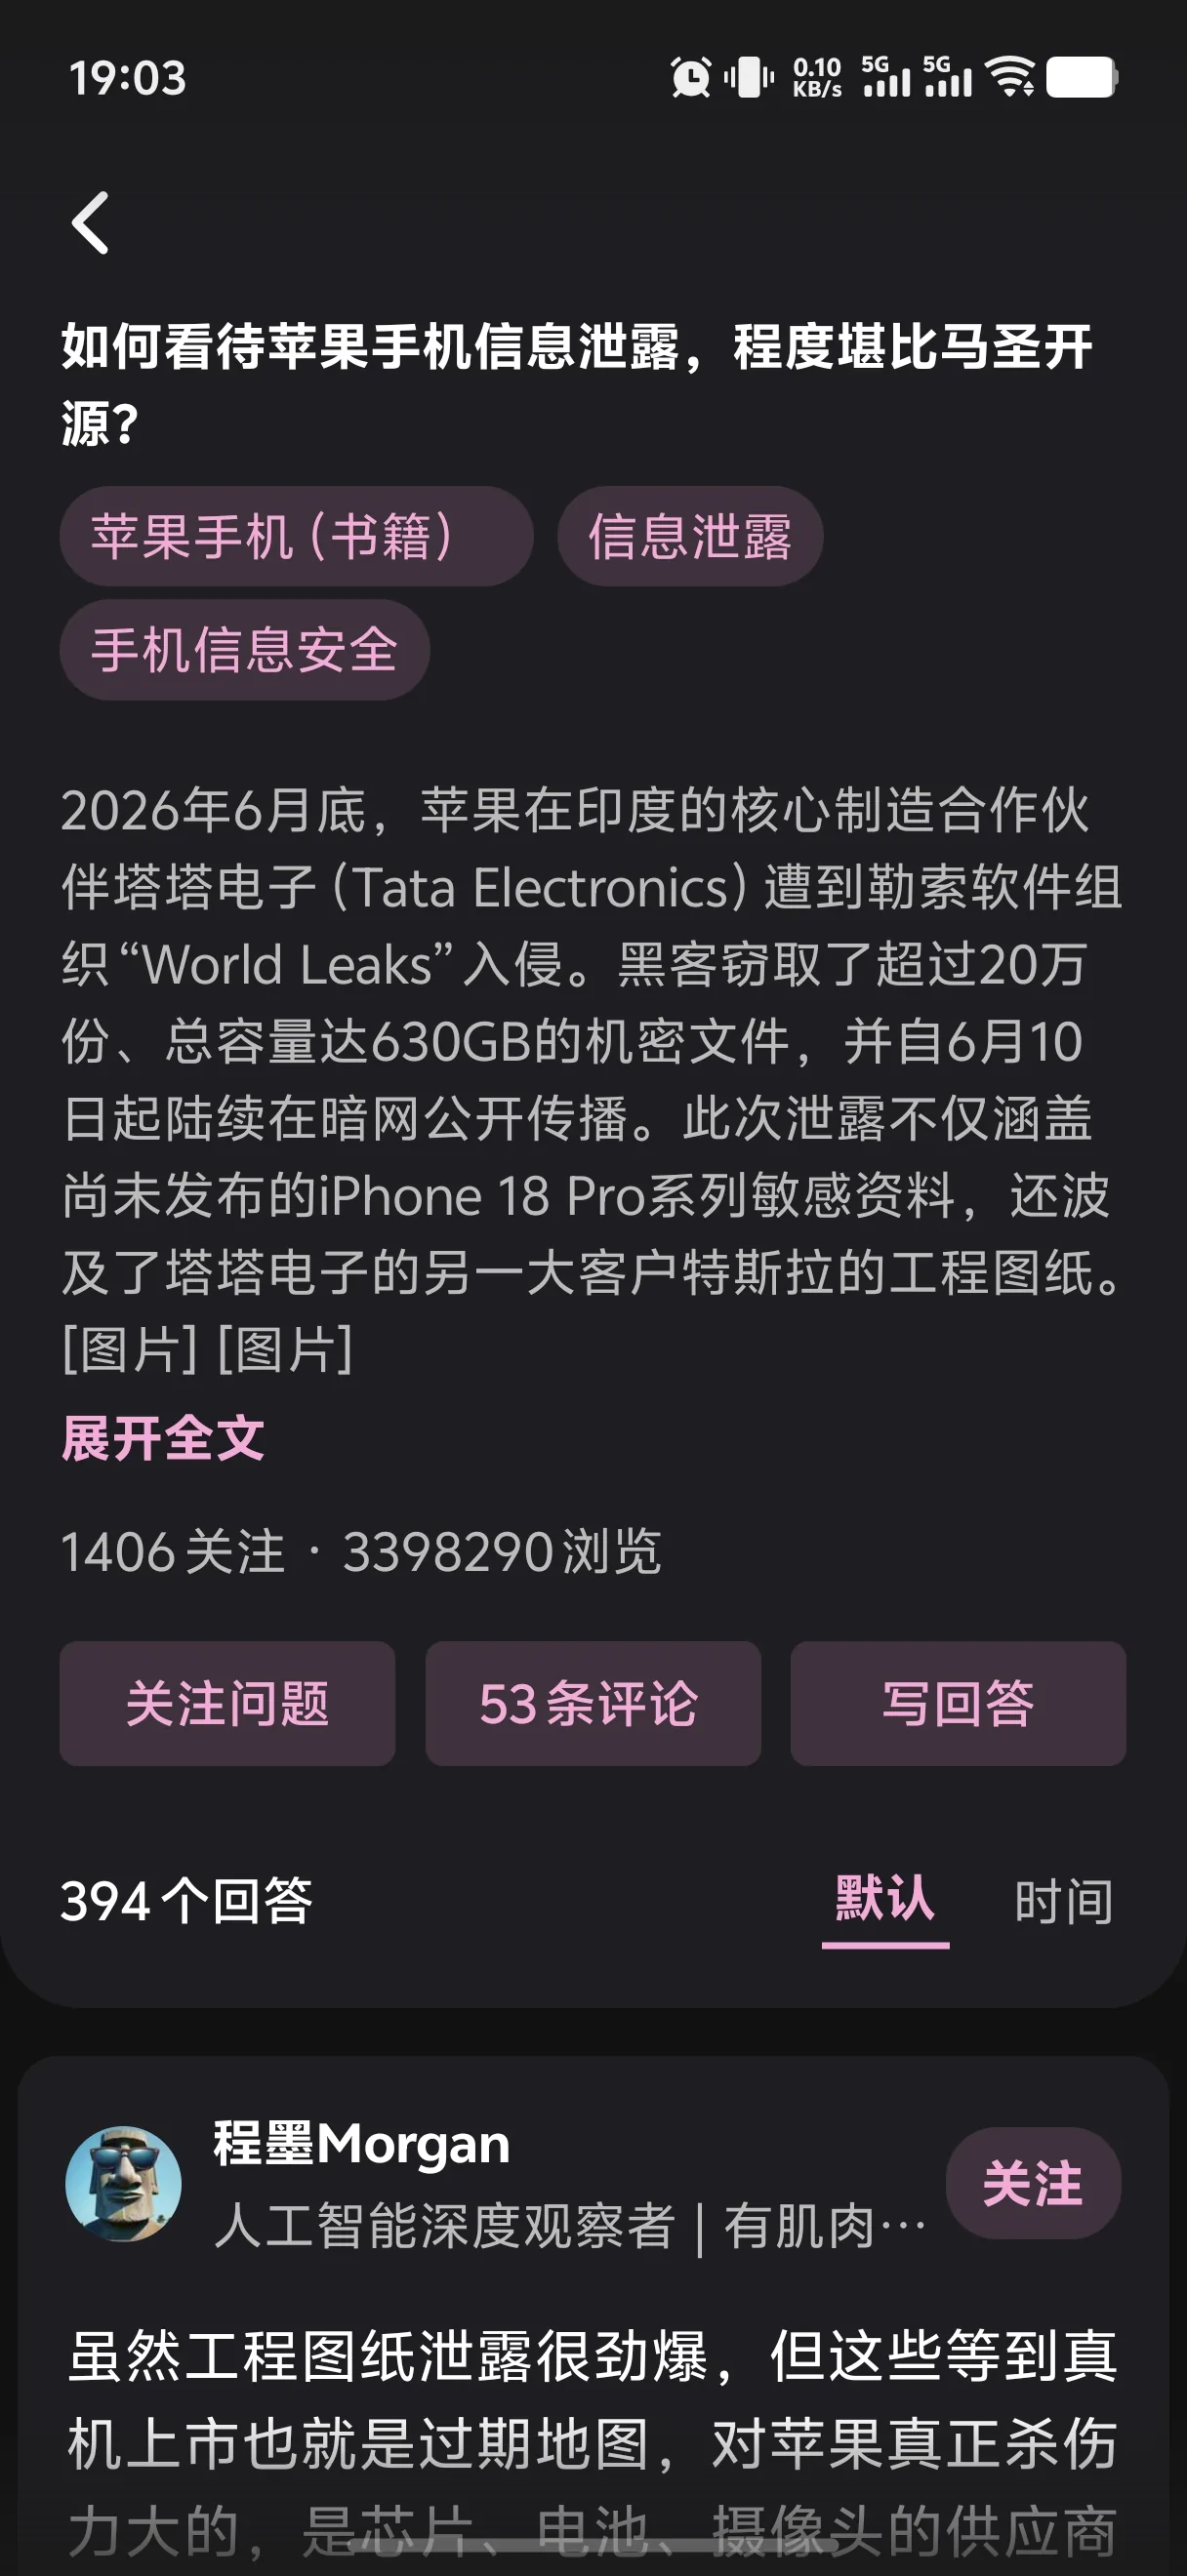 19:03
0.10 KB/s 5G 5G
如何看待苹果手机信息泄露，程度堪比马圣开
源？
苹果手机（书籍） 信息泄露
手机信息安全
2026年6月底，苹果在印度的核心制造合作伙
伴塔塔电子（Tata Electronics）遭到勒索软件组
织“World Leaks”入侵。黑客窃取了超过20万
份、总容量达630GB的机密文件，并自6月10
日起陆续在暗网公开传播。此次泄露不仅涵盖
尚未发布的iPhone 18 Pro系列敏感资料，还波
及了塔塔电子的另一大客户特斯拉的工程图纸。
[图片] [图片]
展开全文
1406 关注 · 3398290 浏览
关注问题 53 条评论 写回答
394 个回答 默认 时间
程墨Morgan
人工智能深度观察者 | 有肌肉…
关注
虽然工程图纸泄露很劲爆，但这些等到真
机上市也就是过期地图，对苹果真正杀伤
力大的，是芯片、电池、摄像头的供应商